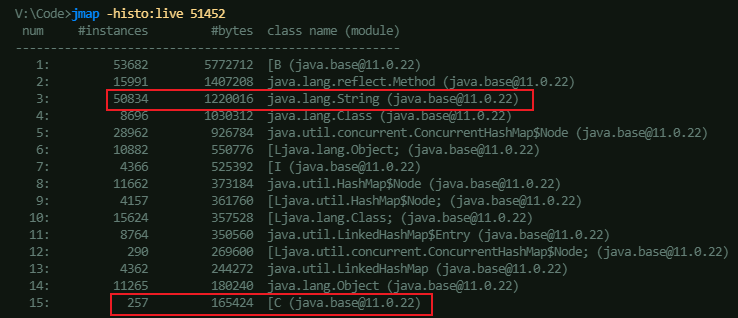 V:\Code>jmap -histo:live 51452
 num     #instances         #bytes  class name (module)
-------------------------------------------------------
   1:         53682        5772712  [B (java.base@11.0.22)
   2:         15991        1407208  java.lang.reflect.Method (java.base@11.0.22)
   3:         50834        1220016  java.lang.String (java.base@11.0.22)
   4:          8696        1030312  java.lang.Class (java.base@11.0.22)
   5:         28962         926784  java.util.concurrent.ConcurrentHashMap$Node (java.base@11.0.22)
   6:         10882         550776  [Ljava.lang.Object; (java.base@11.0.22)
   7:          4366         525392  [I (java.base@11.0.22)
   8:         11662         373184  java.util.HashMap$Node (java.base@11.0.22)
   9:          4157         361760  [Ljava.util.HashMap$Node; (java.base@11.0.22)
  10:         15624         357528  [Ljava.lang.Class; (java.base@11.0.22)
  11:          8764         350560  java.util.LinkedHashMap$Entry (java.base@11.0.22)
  12:           290         269600  [Ljava.util.concurrent.ConcurrentHashMap$Node; (java.base@11.0.22)
  13:          4362         244272  java.util.LinkedHashMap (java.base@11.0.22)
  14:         11265         180240  java.lang.Object (java.base@11.0.22)
  15:           257         165424  [C (java.base@11.0.22)